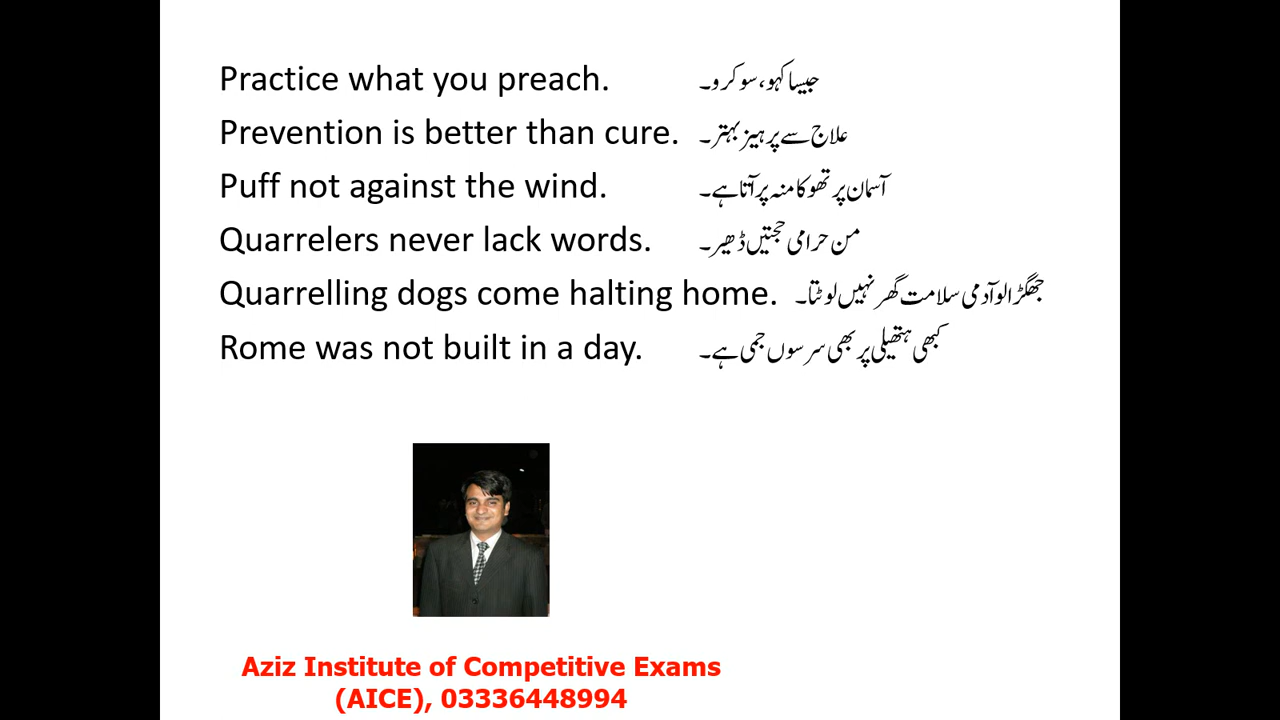 Practice what you preach. جیسا کہو، سو کرو۔
Prevention is better than cure. علاج سے پرہیز بہتر۔
Puff not against the wind. آسمان پر تھوکا منہ پر آتا ہے۔
Quarrelers never lack words. من حرامی حجتیں ڈھیر۔
Quarrelling dogs come halting home. جھگڑالو آدمی سلامت گھر نہیں لوٹتا۔
Rome was not built in a day. کبھی ہتھیلی پر بھی سرسوں جمی ہے۔
Aziz Institute of Competitive Exams
(AICE), 03336448994